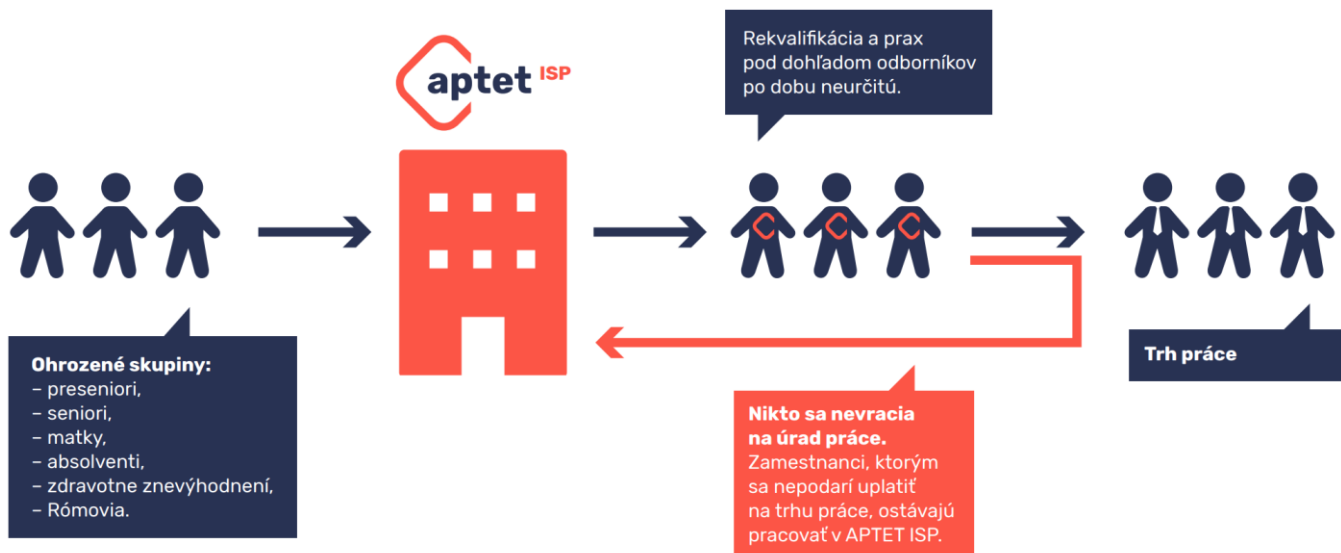 aptet ISP
Rekvalifikácia a prax
pod dohľadom odborníkov
po dobu neurčitú.
Ohrozené skupiny:
– preseniori,
– seniori,
– matky,
– absolventi,
– zdravotne znevýhodnení,
– Rómovia.
Nikto sa nevracia
na úrad práce.
Zamestnanci, ktorým
sa nepodarí uplatiť
na trhu práce, ostávajú
pracovať v APTET ISP.
Trh práce